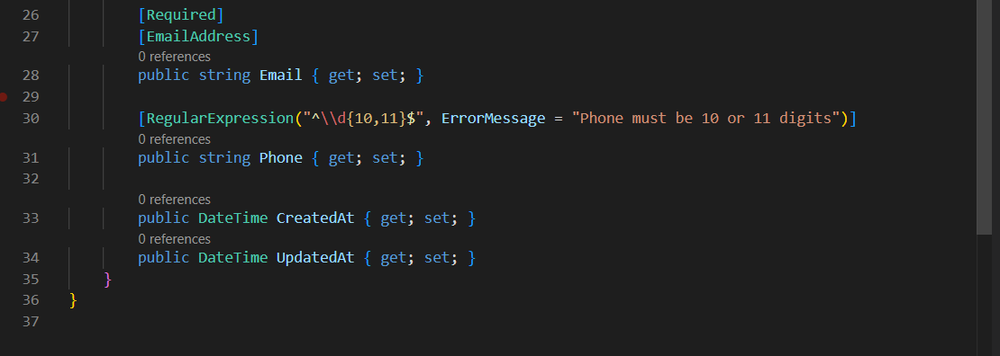 26 [Required]
27 [EmailAddress]
0 references
28 public string Email { get; set; }
29
30 [RegularExpression("^\\d{10,11}$", ErrorMessage = "Phone must be 10 or 11 digits")]
0 references
31 public string Phone { get; set; }
32
0 references
33 public DateTime CreatedAt { get; set; }
0 references
34 public DateTime UpdatedAt { get; set; }
35 }
36 }
37